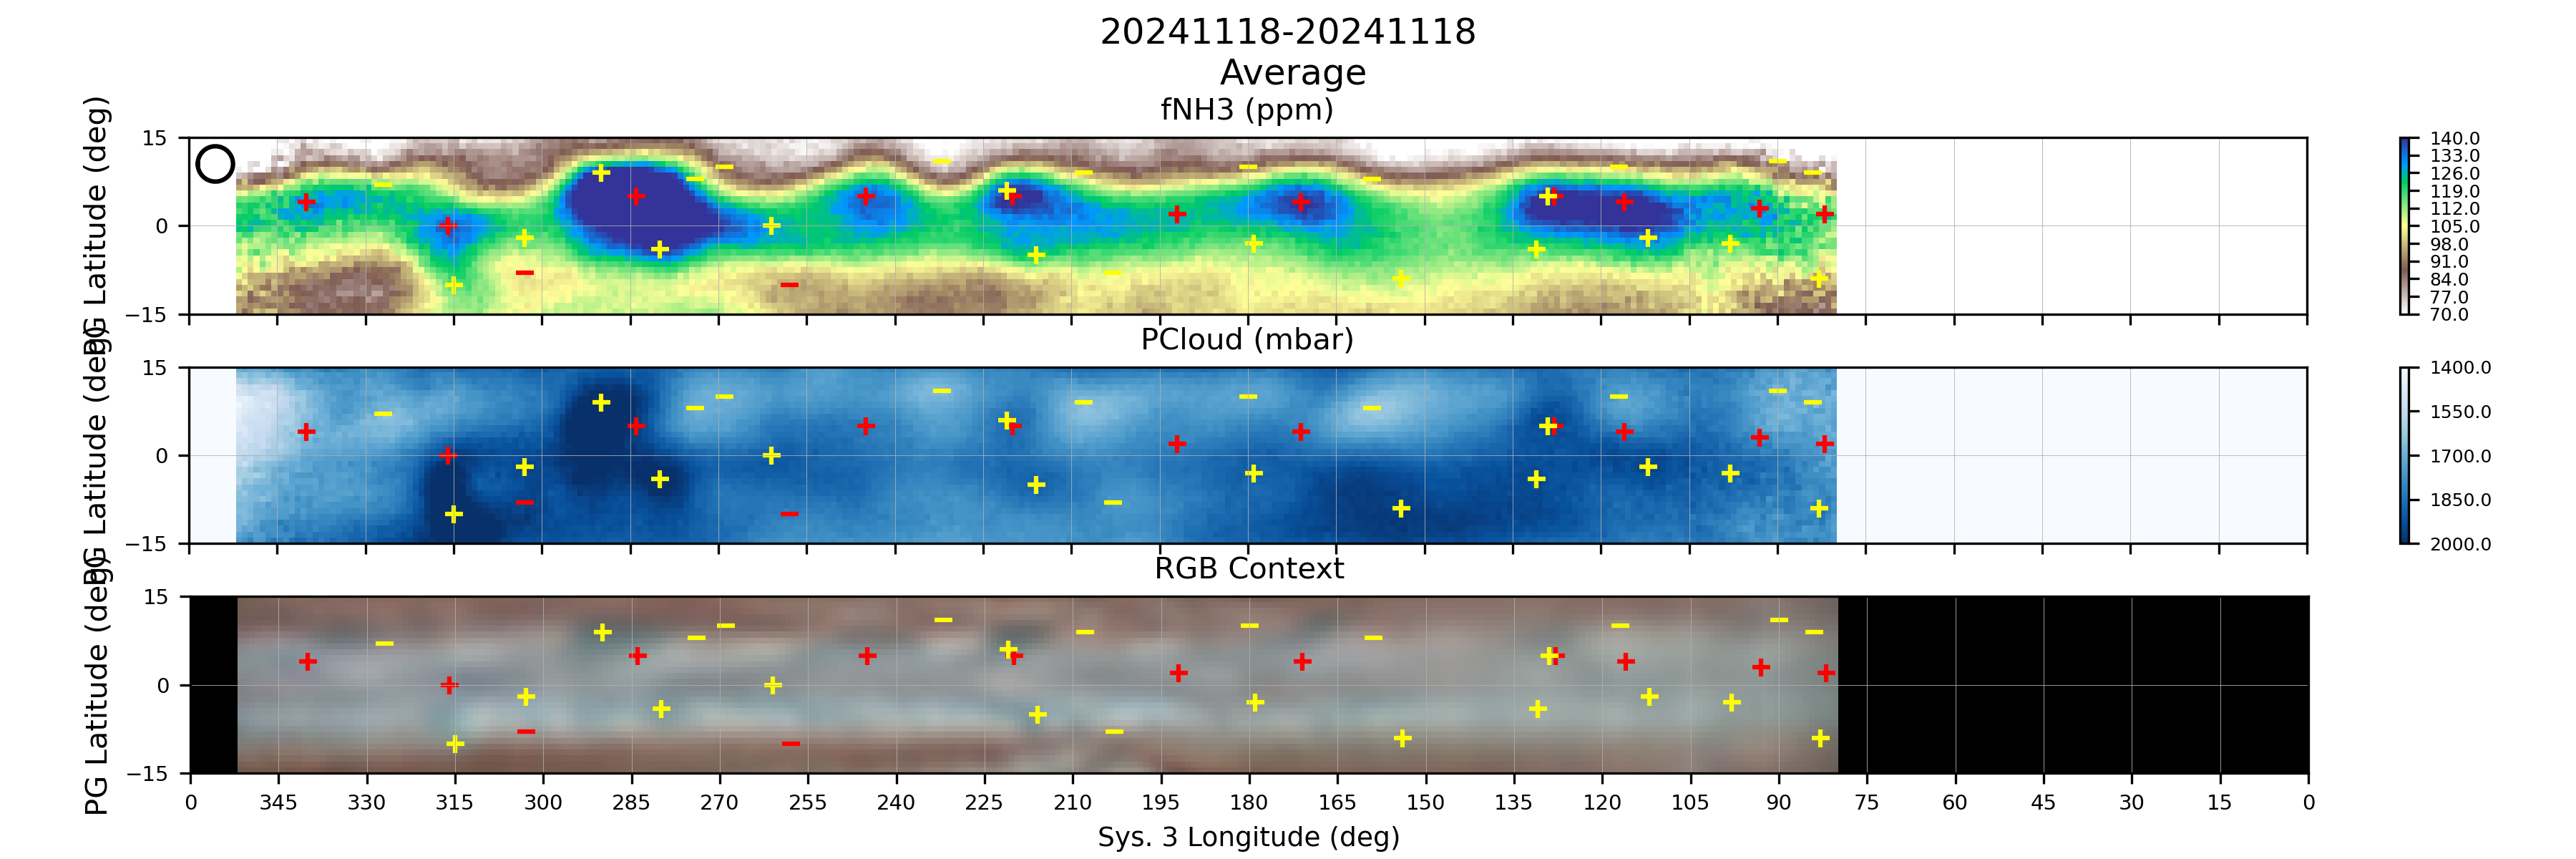 20241118-20241118
Average
fNH3 (ppm)
PG Latitude (deg)
15
0
−15
140.0
133.0
126.0
119.0
112.0
105.0
98.0
91.0
84.0
77.0
70.0
PCloud (mbar)
PG Latitude (deg)
15
0
−15
1400.0
1550.0
1700.0
1850.0
2000.0
RGB Context
PG Latitude (deg)
15
0
−15
0 345 330 315 300 285 270 255 240 225 210 195 180 165 150 135 120 105 90 75 60 45 30 15 0
Sys. 3 Longitude (deg)